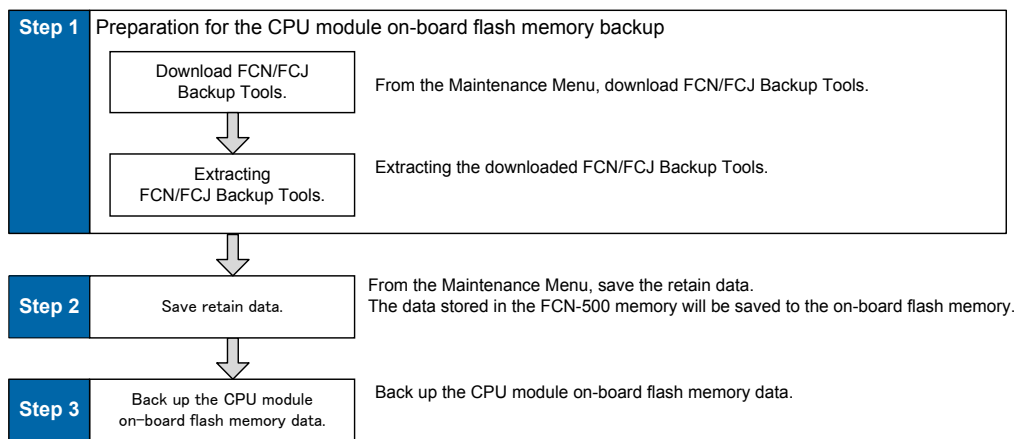 Step 1
Preparation for the CPU module on-board flash memory backup
Download FCN/FCJ
Backup Tools.
From the Maintenance Menu, download FCN/FCJ Backup Tools.
Extracting
FCN/FCJ Backup Tools.
Extracting the downloaded FCN/FCJ Backup Tools.
Step 2
Save retain data.
From the Maintenance Menu, save the retain data.
The data stored in the FCN-500 memory will be saved to the on-board flash memory.
Step 3
Back up the CPU module
on-board flash memory data.
Back up the CPU module on-board flash memory data.